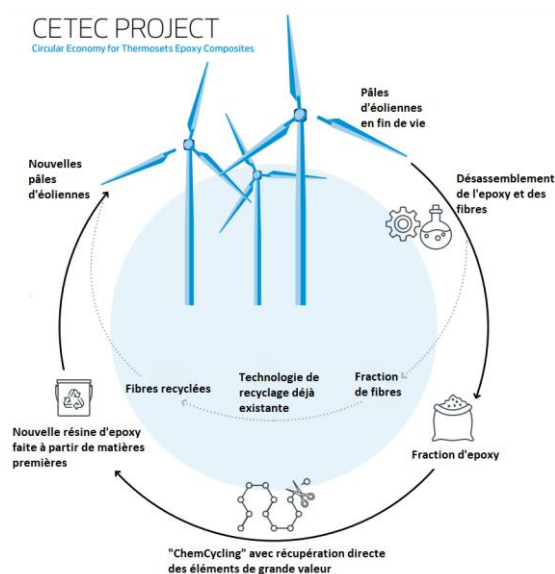 CETEC PROJECT
Circular Economy for Thermosets Epoxy Composites
Pâles
d'éoliennes
en fin de vie
Nouvelles
pâles
d'éoliennes
Désassemblement
de l'epoxy et des
fibres
Fibres recyclées
Technologie de
recyclage déjà
existante
Fraction
de fibres
Nouvelle résine d'epoxy
faite à partir de matières
premières
Fraction d'epoxy
"ChemCycling" avec récupération directe
des éléments de grande valeur